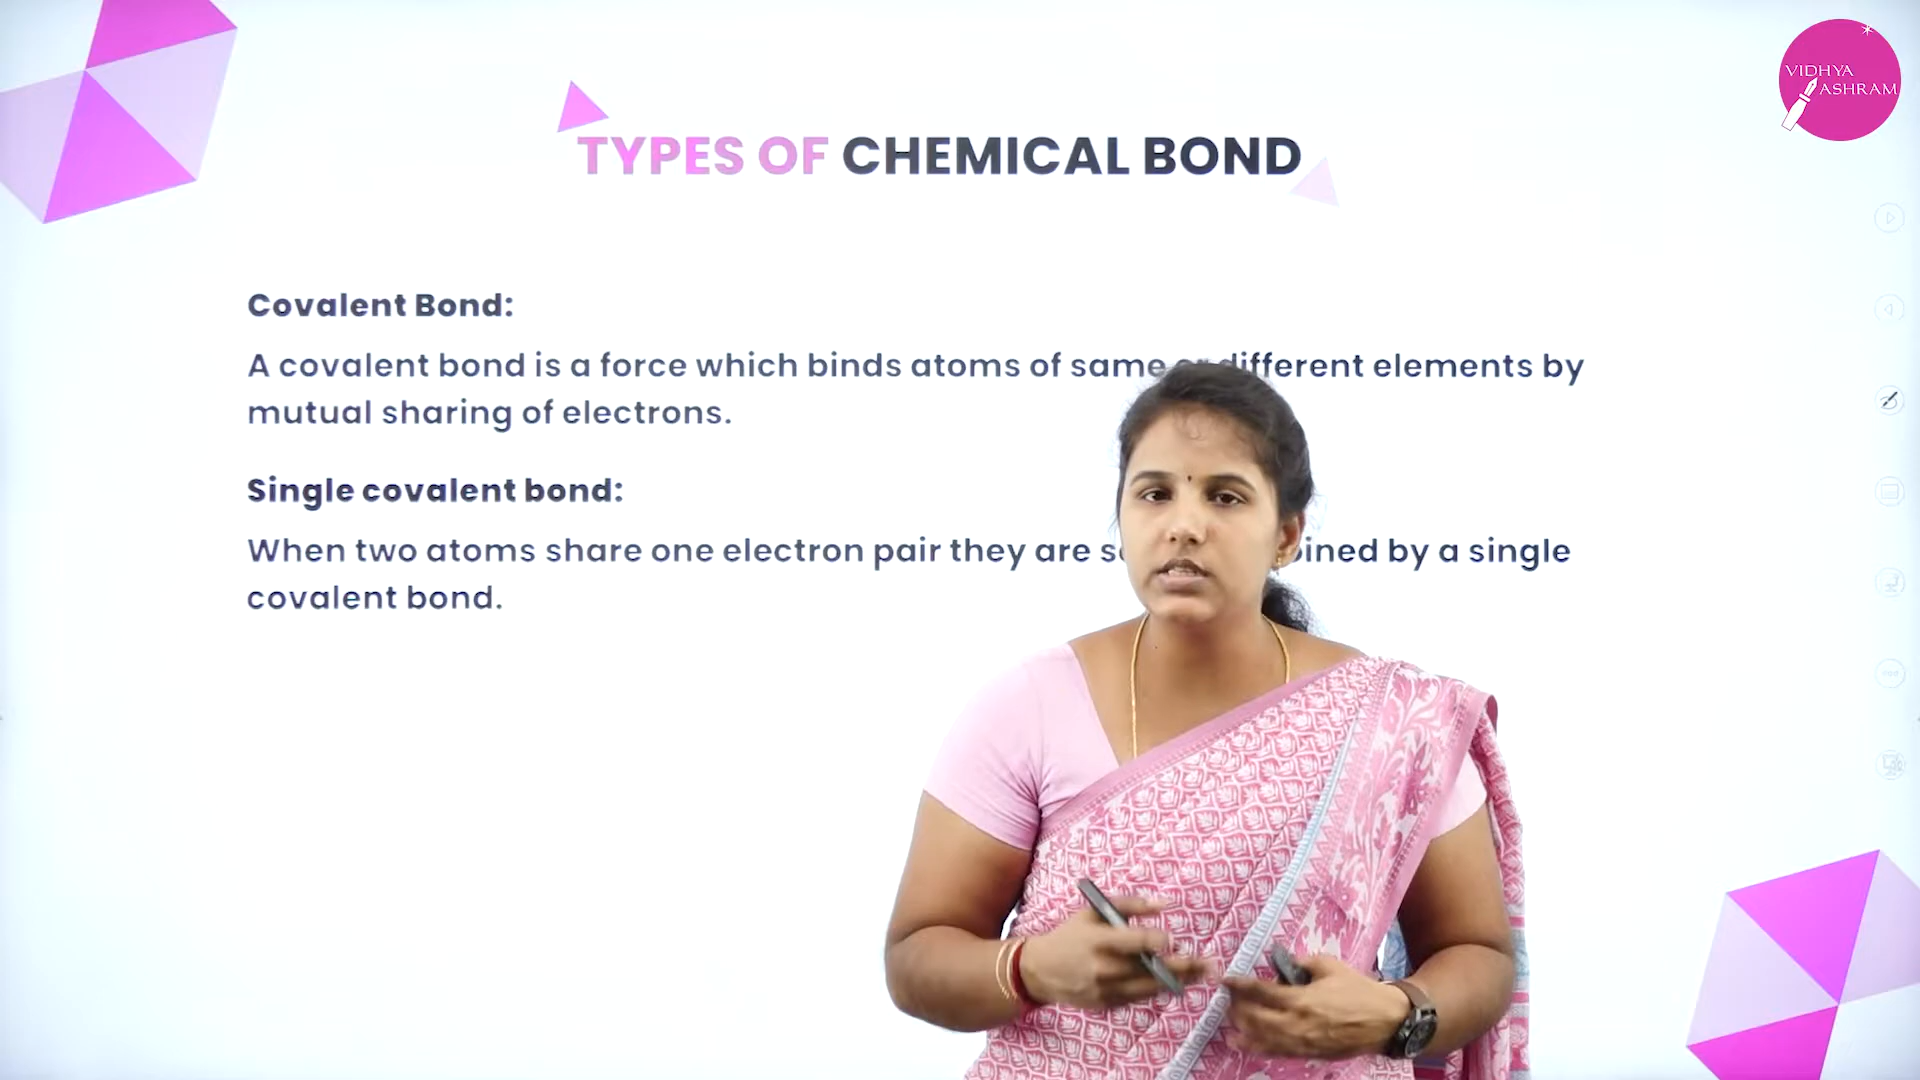 VIDHYA
ASHRAM
TYPES OF CHEMICAL BOND
Covalent Bond:
A covalent bond is a force which binds atoms of same different elements by
mutual sharing of electrons.
Single covalent bond:
When two atoms share one electron pair they are by a single
covalent bond.